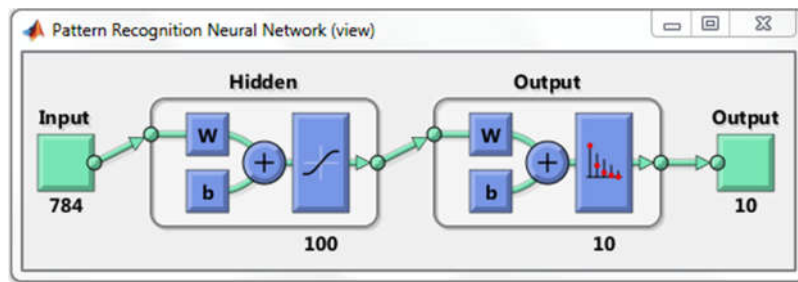 Pattern Recognition Neural Network (view)
Hidden
Output
Input
W
b
W
b
Output
784
100
10
10